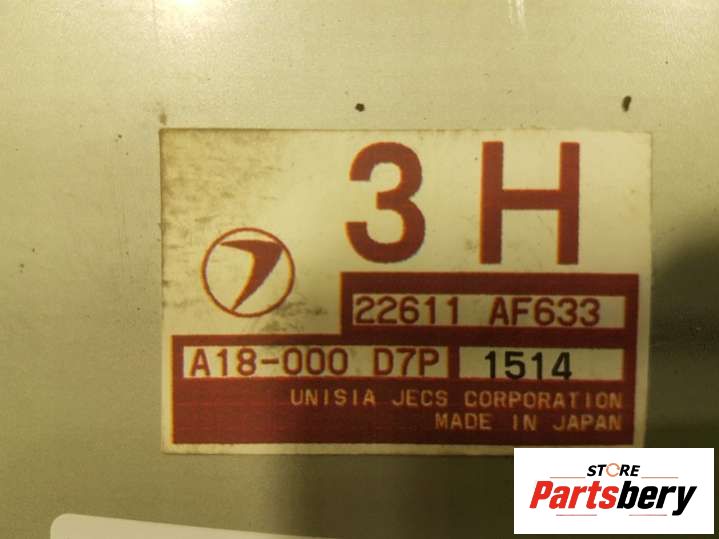 3H
22611 AF633
A18-000 D7P 1514
UNISIA JECS CORPORATION
MADE IN JAPAN
STORE
Partsbery